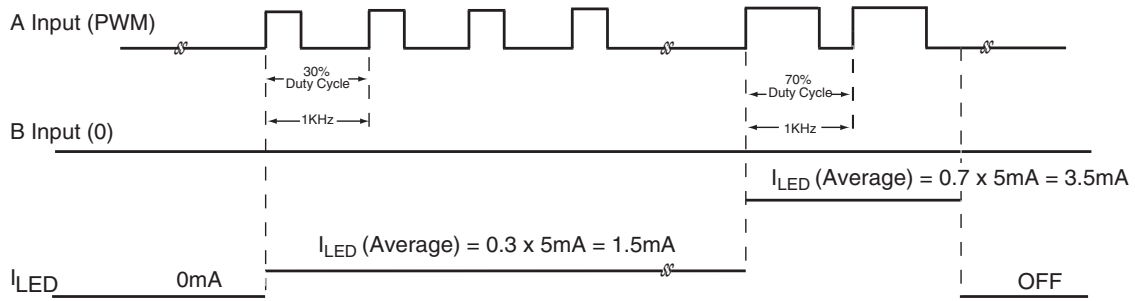 A Input (PWM)
30%
Duty Cycle
1KHz
70%
Duty Cycle
1KHz
B Input (0)
I_LED (Average) = 0.7 x 5mA = 3.5mA
I_LED (Average) = 0.3 x 5mA = 1.5mA
I_LED
0mA
OFF